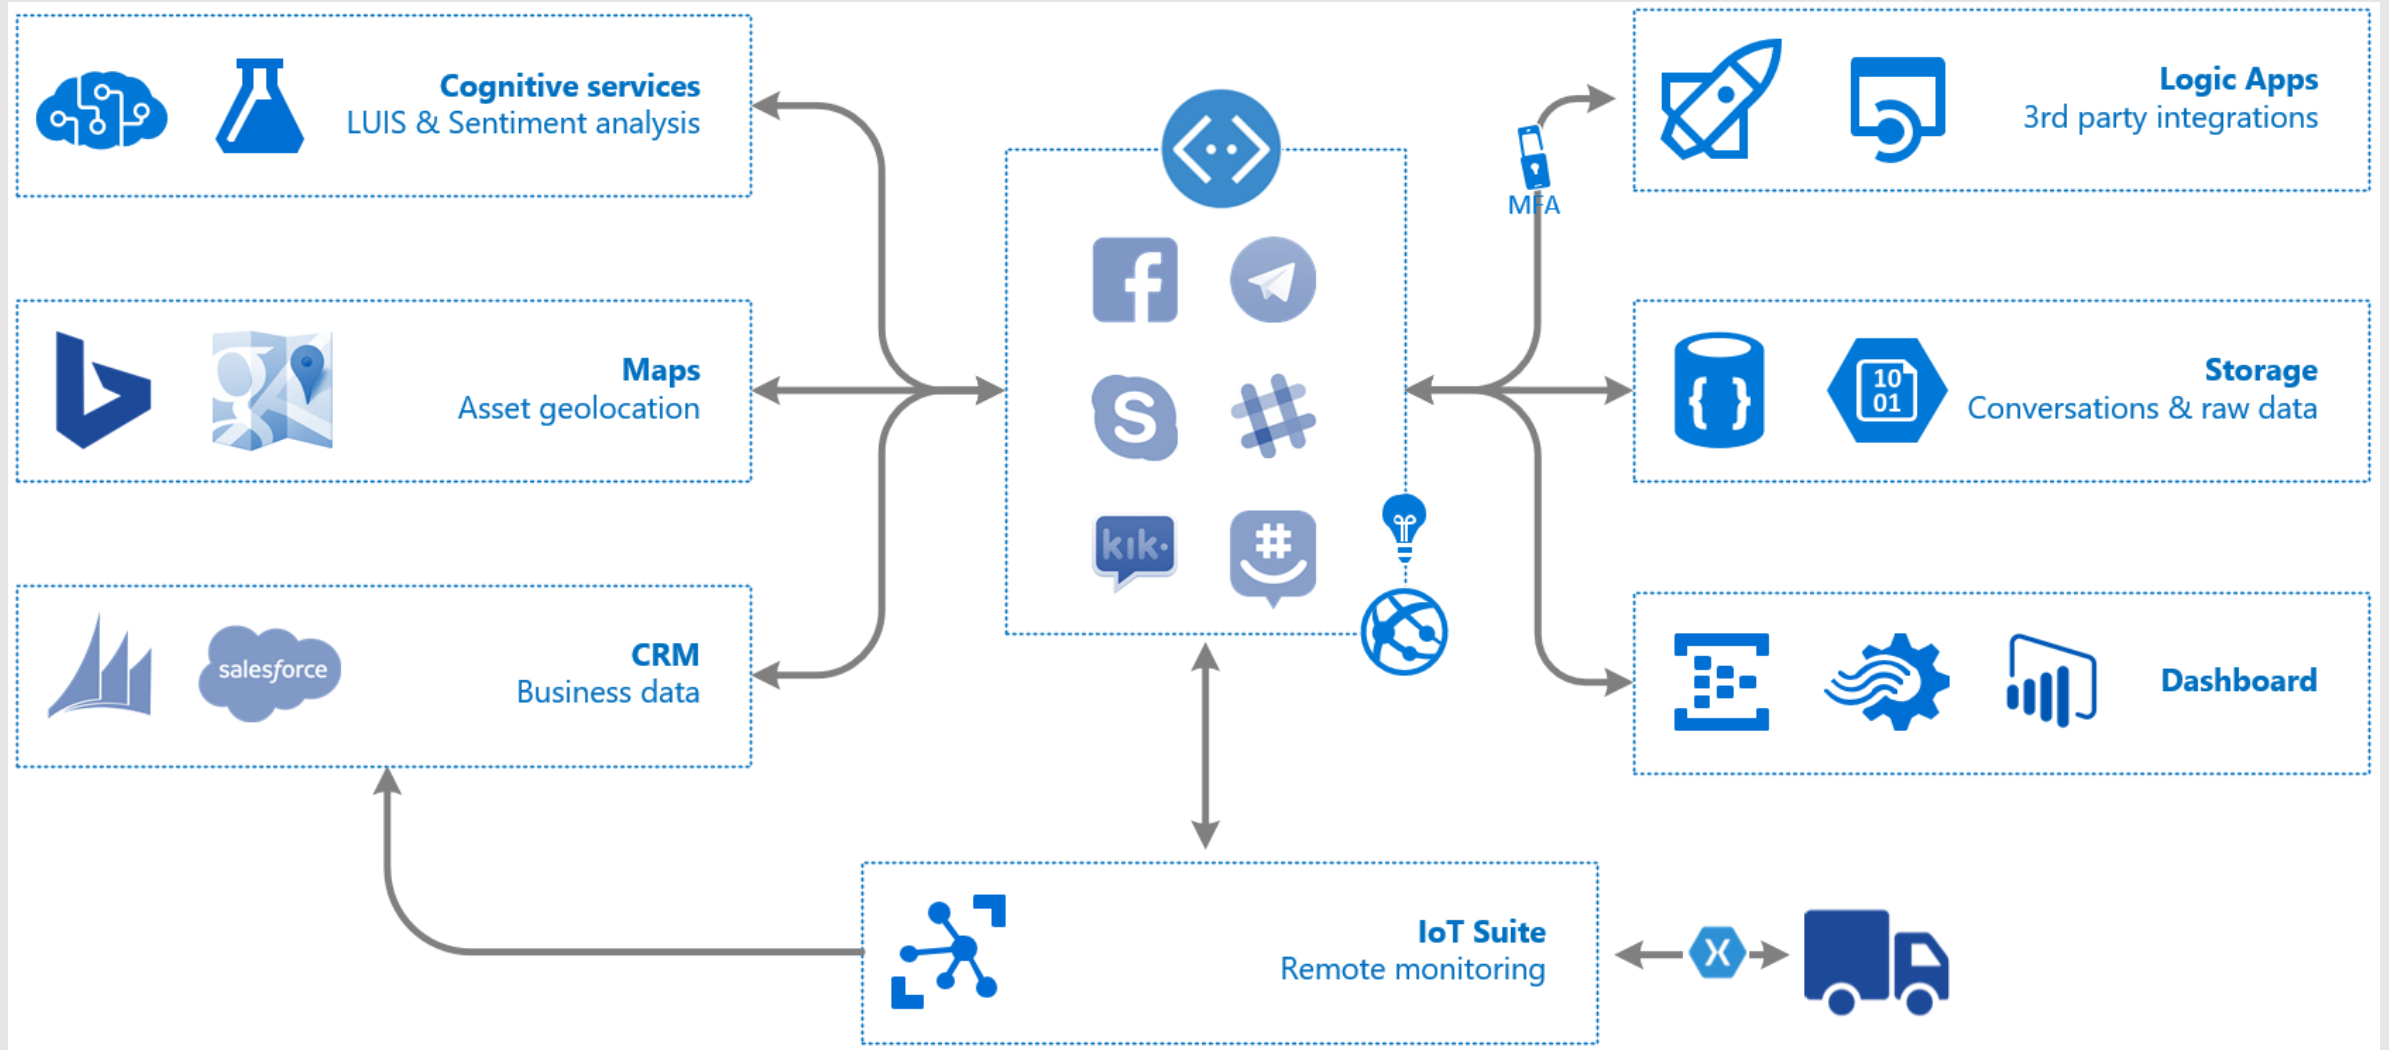 Cognitive services
LUIS & Sentiment analysis
Maps
Asset geolocation
salesforce
CRM
Business data
S
kik·
#
MFA
Logic Apps
3rd party integrations
{ }
10
01
Storage
Conversations & raw data
Dashboard
IoT Suite
Remote monitoring
X